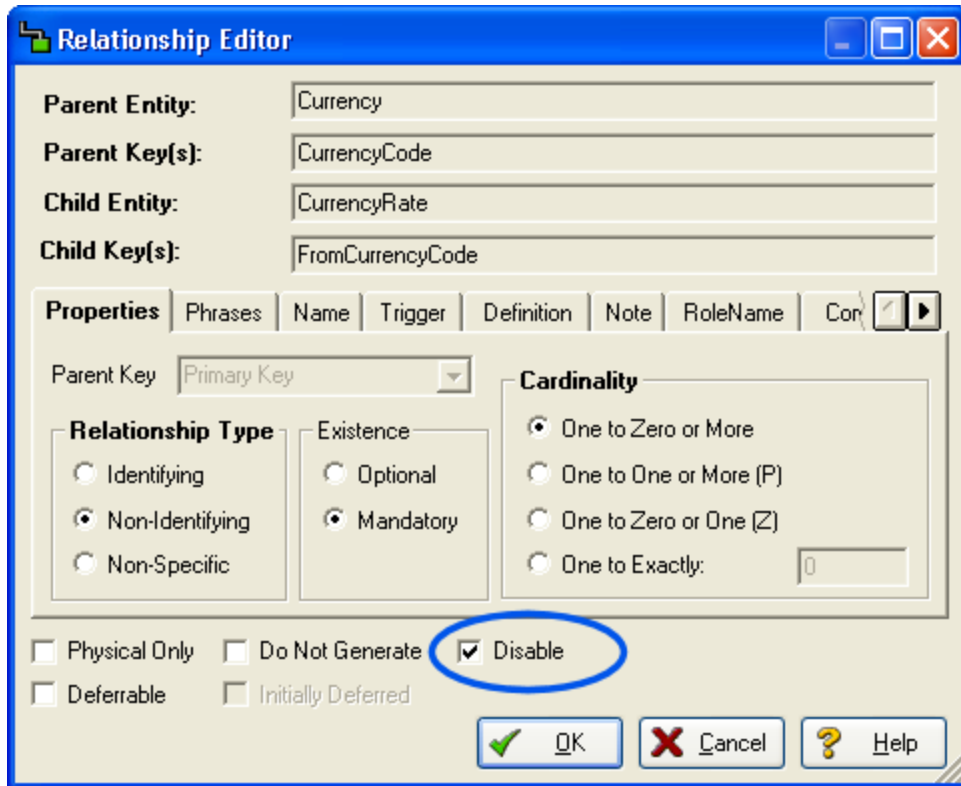 Relationship Editor
Parent Entity: Currency
Parent Key(s): CurrencyCode
Child Entity: CurrencyRate
Child Key(s): FromCurrencyCode
Properties Phrases Name Trigger Definition Note RoleName Con
Parent Key Primary Key
Relationship Type
Identifying
Non-Identifying
Non-Specific
Existence
Optional
Mandatory
Cardinality
One to Zero or More
One to One or More (P)
One to Zero or One (Z)
One to Exactly: 0
Physical Only Do Not Generate Disable
Deferrable Initially Deferred
OK Cancel Help